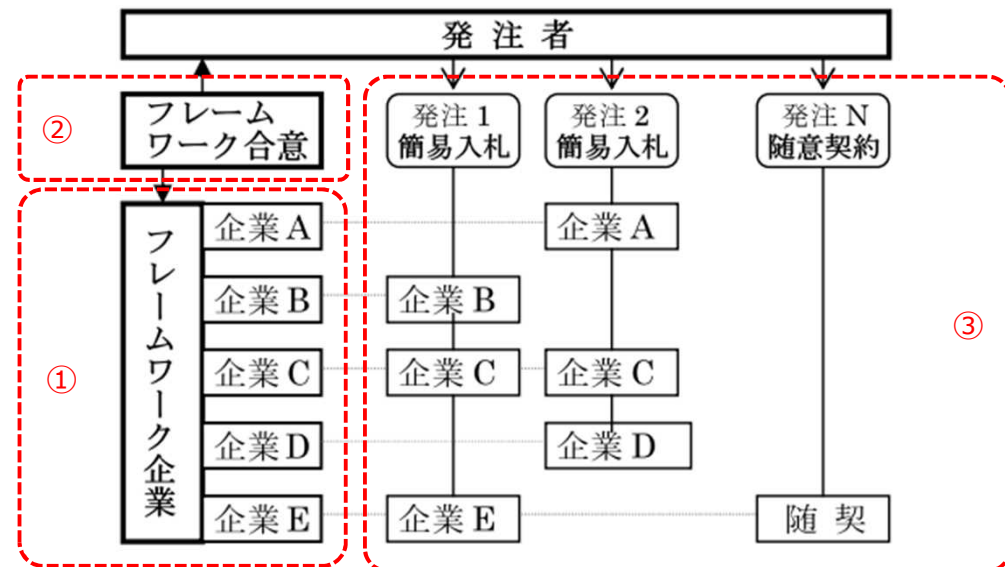 発注者
②
フレーム
ワーク合意
発注 1
簡易入札
発注 2
簡易入札
発注 N
随意契約
①
フレームワーク企業
企業 A
企業 A
企業 B
企業 B
③
企業 C
企業 C
企業 C
企業 D
企業 D
企業 E
企業 E
随契